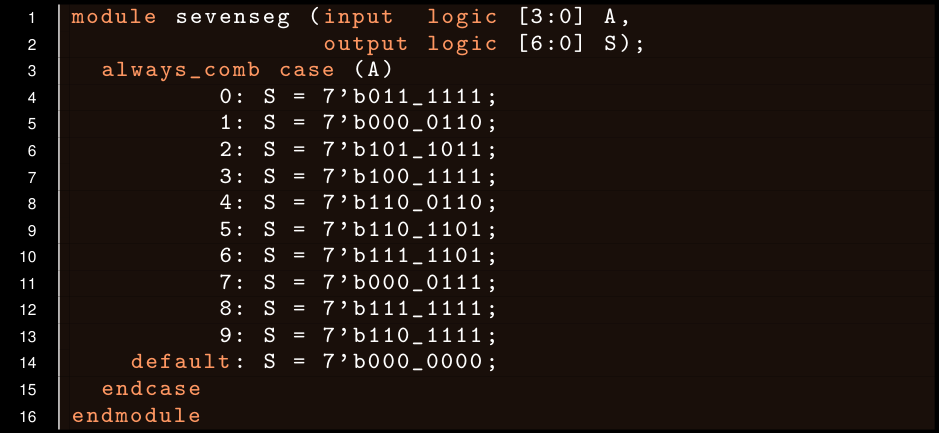 1 module sevenseg (input  logic [3:0] A,
2                  output logic [6:0] S);
3   always_comb case (A)
4           0: S = 7’b011_1111;
5           1: S = 7’b000_0110;
6           2: S = 7’b101_1011;
7           3: S = 7’b100_1111;
8           4: S = 7’b110_0110;
9           5: S = 7’b110_1101;
10           6: S = 7’b111_1101;
11           7: S = 7’b000_0111;
12           8: S = 7’b111_1111;
13           9: S = 7’b110_1111;
14     default: S = 7’b000_0000;
15   endcase
16 endmodule